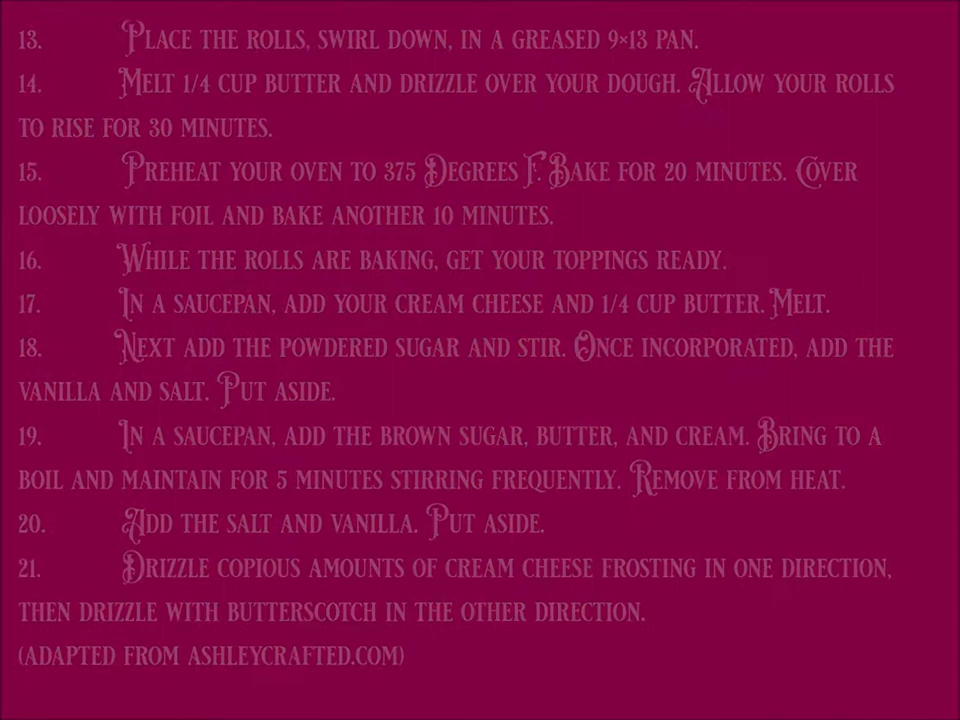 13. Place the rolls, swirl down, in a greased 9×13 pan.
14. Melt 1/4 cup butter and drizzle over your dough. Allow your rolls
to rise for 30 minutes.
15. Preheat your oven to 375 Degrees F. Bake for 20 minutes. Cover
loosely with foil and bake another 10 minutes.
16. While the rolls are baking, get your toppings ready.
17. In a saucepan, add your cream cheese and 1/4 cup butter. Melt.
18. Next add the powdered sugar and stir. Once incorporated, add the
vanilla and salt. Put aside.
19. In a saucepan, add the brown sugar, butter, and cream. Bring to a
boil and maintain for 5 minutes stirring frequently. Remove from heat.
20. Add the salt and vanilla. Put aside.
21. Drizzle copious amounts of cream cheese frosting in one direction,
then drizzle with butterscotch in the other direction.
(adapted from ashleycrafted.com)